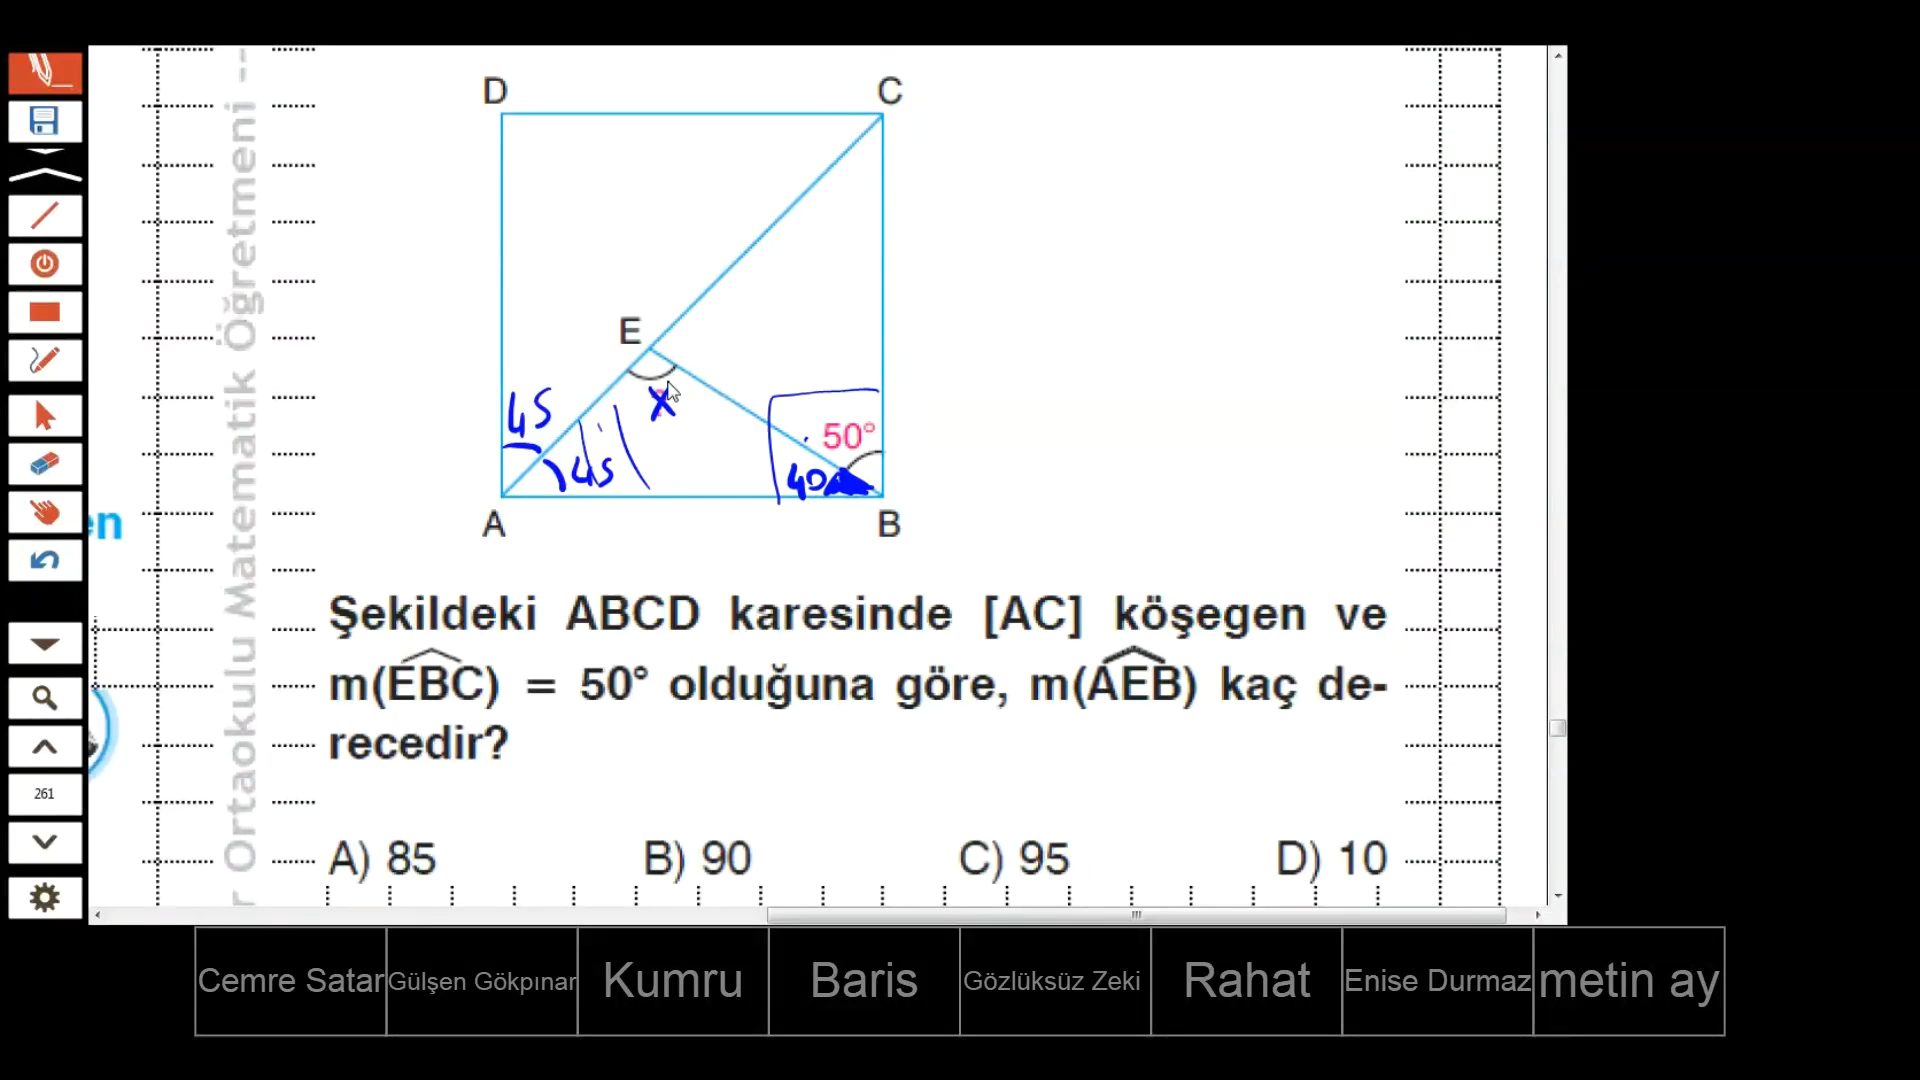 D
C
E
x
45
45
50°
40
A
B
en
r Ortaokulu Matematik Öğretmeni --
Şekildeki ABCD karesinde [AC] köşegen ve
m(EBC) = 50° olduğuna göre, m(AEB) kaç de-
recedir?
A) 85
B) 90
C) 95
D) 10
261
Cemre Satar
Gülşen Gökpınar
Kumru
Baris
Gözlüksüz Zeki
Rahat
Enise Durmaz
metin ay